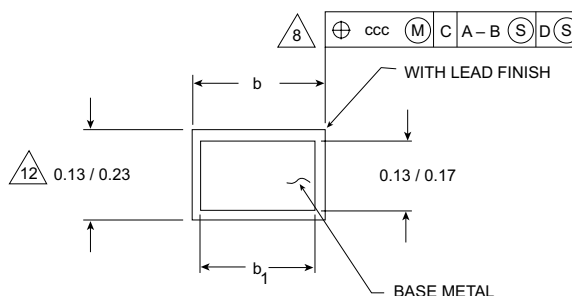 8 ⌖ ccc Ⓜ C A – B Ⓢ D Ⓢ
WITH LEAD FINISH
b
12 0.13 / 0.23
0.13 / 0.17
b1
BASE METAL